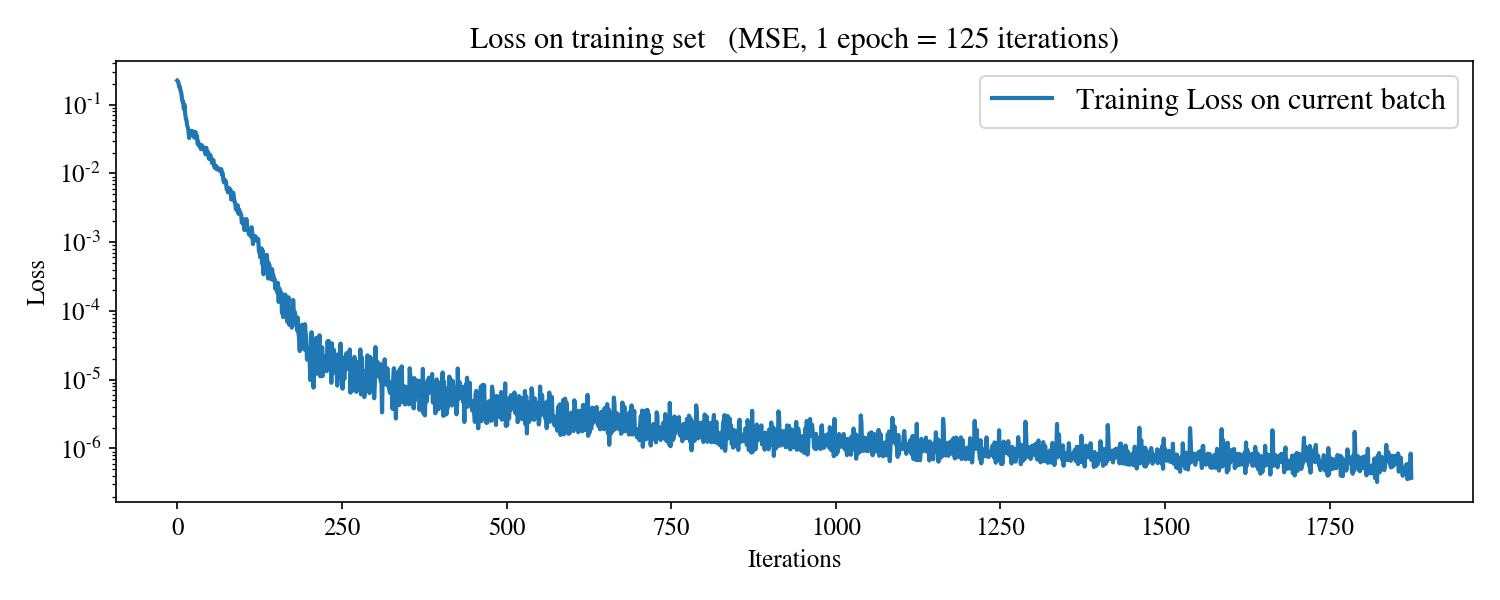 Loss on training set (MSE, 1 epoch = 125 iterations)
Training Loss on current batch
Loss
10-1
10-2
10-3
10-4
10-5
10-6
0 250 500 750 1000 1250 1500 1750
Iterations